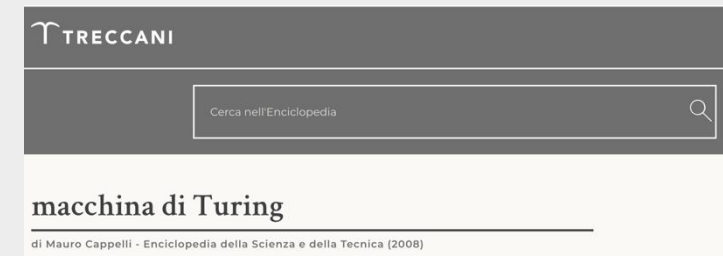 TRECCANI
Cerca nell'Enciclopedia
macchina di Turing
di Mauro Cappelli - Enciclopedia della Scienza e della Tecnica (2008)